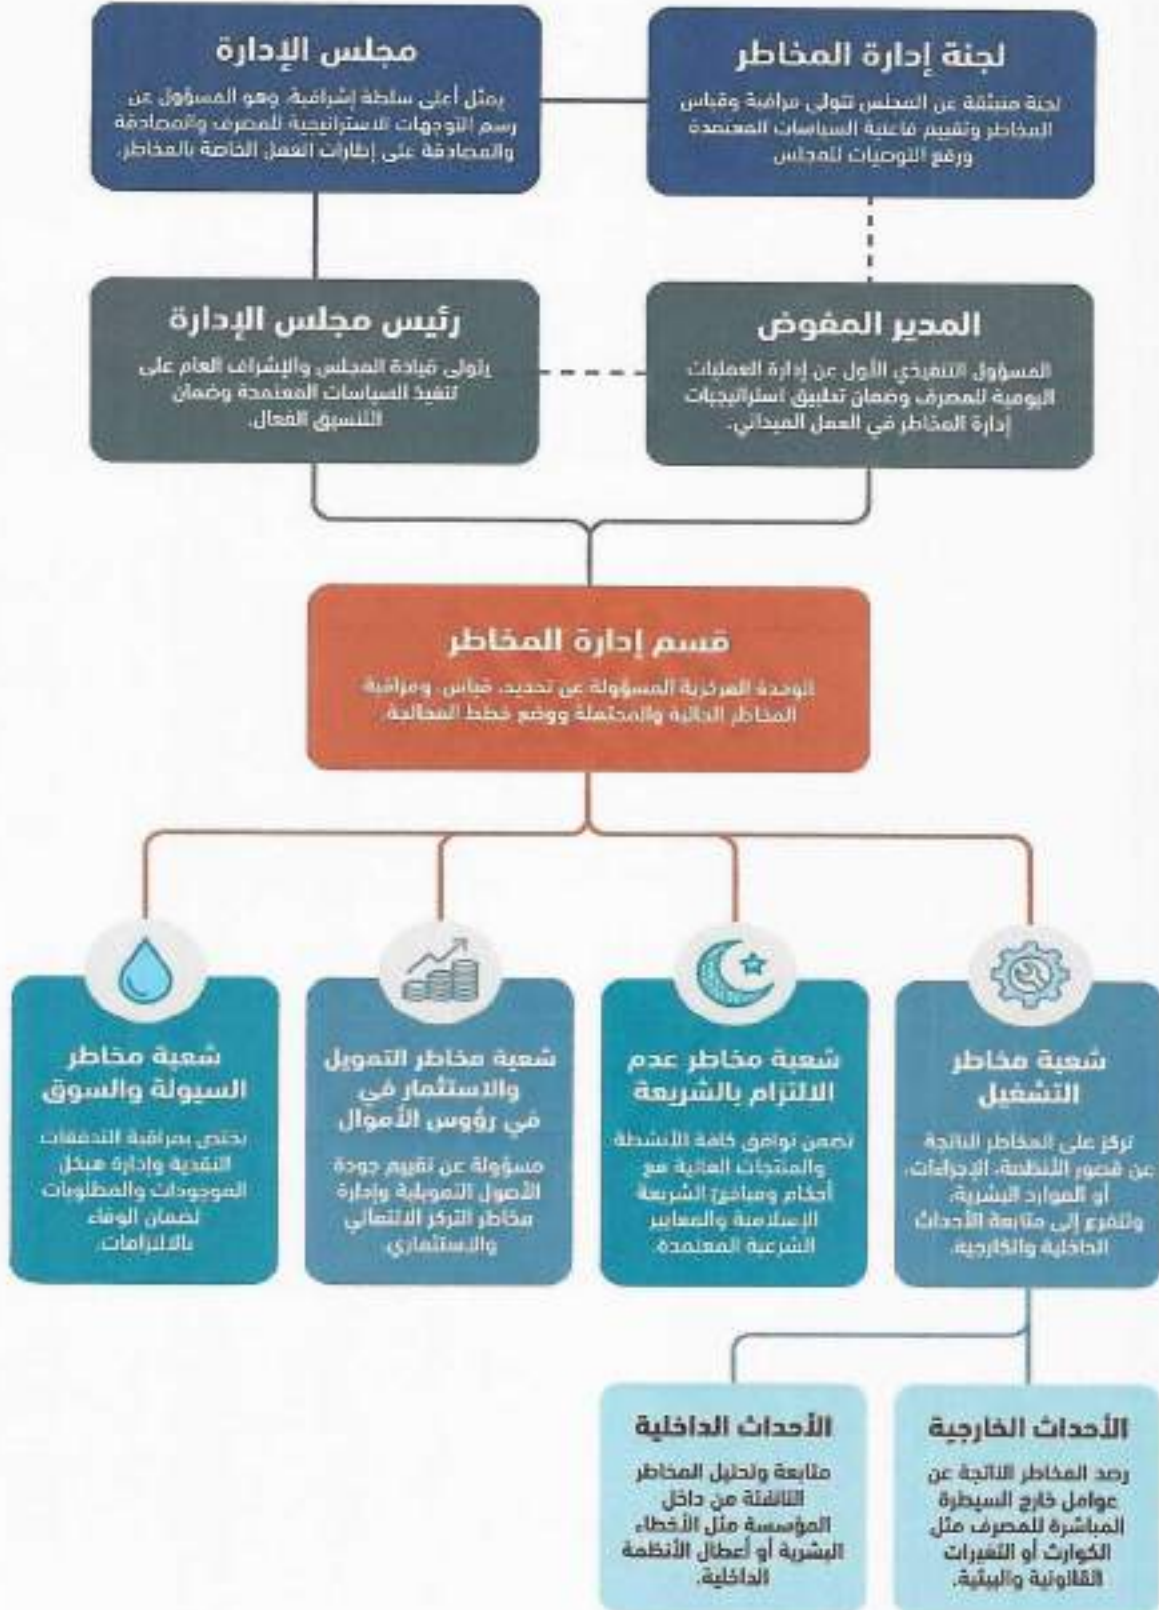 لجنة إدارة المخاطر
لجنة منبثقة عن المجلس تتولى مراقبة وقياس
المخاطر وتقييم فاعلية السياسات المعتمدة
ورفع التوصيات للمجلس
مجلس الإدارة
يمثل أعلى سلطة إشرافية، وهو المسؤول عن
رسم التوجهات الاستراتيجية للمصرف والمصادقة
والمصادقة على إطارات العمل الخاصة بالمخاطر.
المدير المفوض
المسؤول التنفيذي الأول عن إدارة العمليات
اليومية للمصرف وضمان تطبيق استراتيجيات
إدارة المخاطر في العمل الميداني.
رئيس مجلس الإدارة
يتولى قيادة المجلس والإشراف العام على
تنفيذ السياسات المعتمدة وضمان
التنسيق الفعال.
قسم إدارة المخاطر
الوحدة المركزية المسؤولة عن تحديد، قياس، ومراقبة
المخاطر الحالية والمحتملة ووضع خطط المعالجة.
شعبة مخاطر
التشغيل
تركز على المخاطر الناتجة
عن قصور الأنظمة، الإجراءات،
أو الموارد البشرية،
وتتفرع إلى متابعة الأحداث
الداخلية والخارجية.
شعبة مخاطر عدم
الالتزام بالشريعة
تضمن توافق كافة الأنشطة
والمنتجات المالية مع
أحكام ومبادئ الشريعة
الإسلامية والمعايير
الشرعية المعتمدة.
شعبة مخاطر التمويل
والاستثمار في
في رؤوس الأموال
مسؤولة عن تقييم جودة
الأصول التمويلية وإدارة
مخاطر التركز الائتماني
والاستثماري.
شعبة مخاطر
السيولة والسوق
يختص بمراقبة التدفقات
النقدية وإدارة هيكل
الموجودات والمطلوبات
لضمان الوفاء
بالالتزامات.
الأحداث الخارجية
رصد المخاطر الناتجة عن
عوامل خارج السيطرة
المباشرة للمصرف مثل
الكوارث أو التغيرات
القانونية والبيئية.
الأحداث الداخلية
متابعة وتحليل المخاطر
الناشئة من داخل
المؤسسة مثل الأخطاء
البشرية أو أعطال الأنظمة
الداخلية.